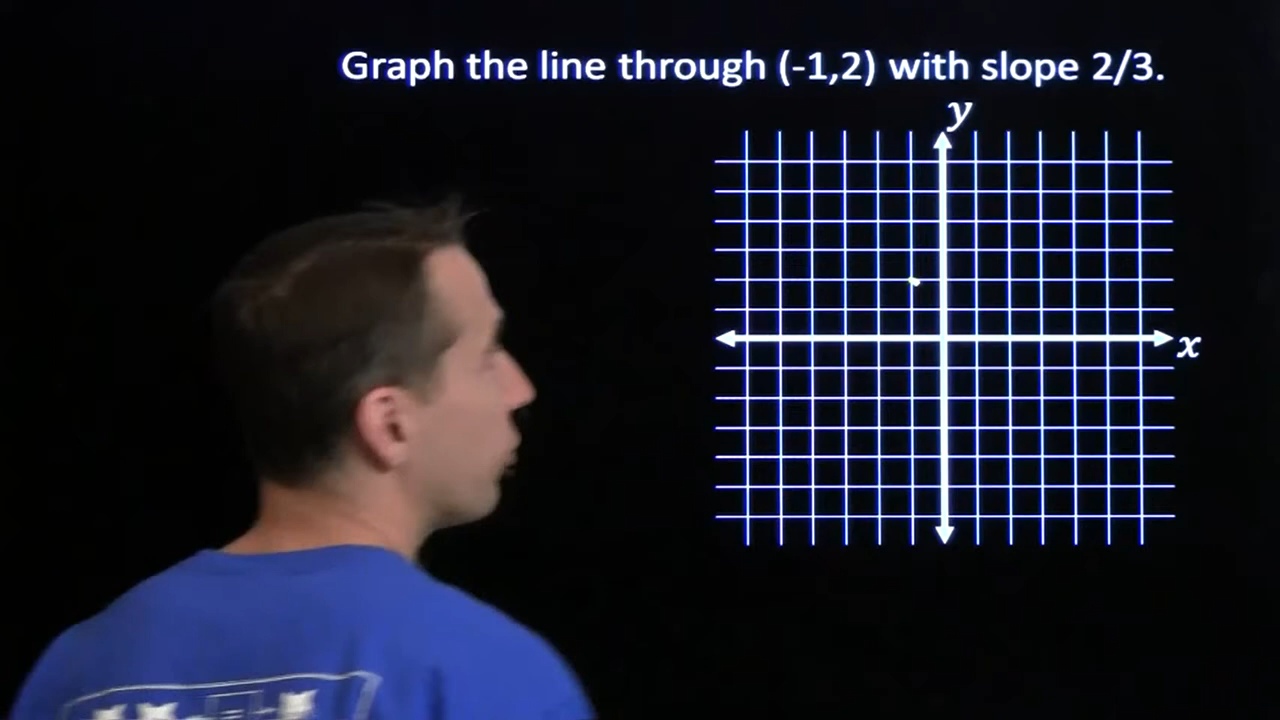 Graph the line through (-1,2) with slope 2/3.
y
x